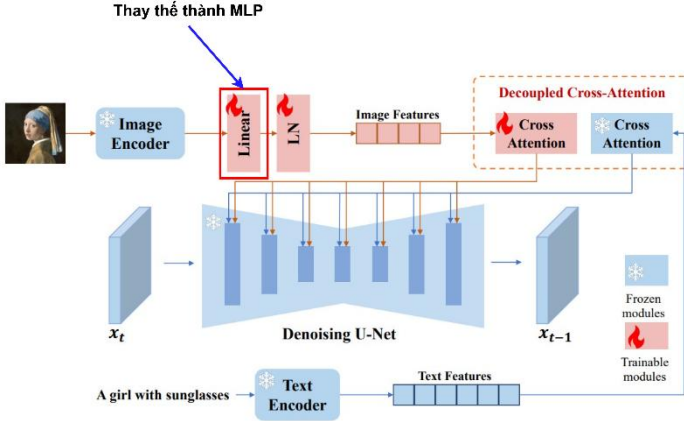 Thay thế thành MLP
Decoupled Cross-Attention
Image
Encoder
Linear
LN
Image Features
Cross
Attention
Cross
Attention
x_t
Denoising U-Net
x_{t-1}
Frozen
modules
Trainable
modules
A girl with sunglasses
Text
Encoder
Text Features